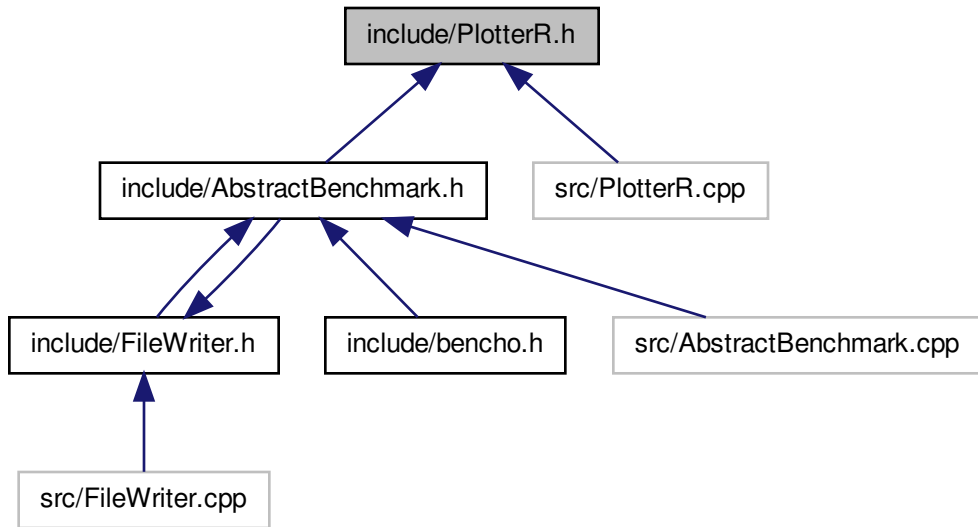 include/PlotterR.h
include/AbstractBenchmark.h
src/PlotterR.cpp
include/FileWriter.h
include/bencho.h
src/AbstractBenchmark.cpp
src/FileWriter.cpp